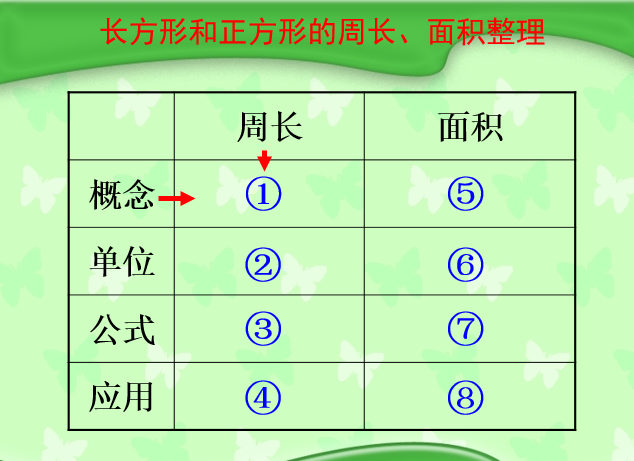 长方形和正方形的周长、面积整理
周长 面积
概念 ① ⑤
单位 ② ⑥
公式 ③ ⑦
应用 ④ ⑧